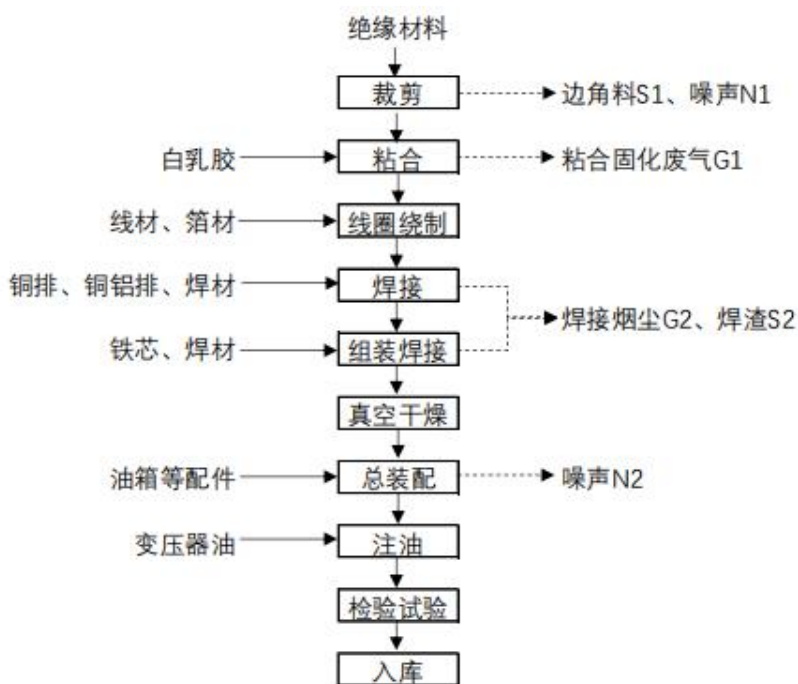 绝缘材料
裁剪
边角料S1、噪声N1
白乳胶
粘合
粘合固化废气G1
线材、箔材
线圈绕制
铜排、铜铝排、焊材
焊接
焊接烟尘G2、焊渣S2
铁芯、焊材
组装焊接
真空干燥
油箱等配件
总装配
噪声N2
变压器油
注油
检验试验
入库